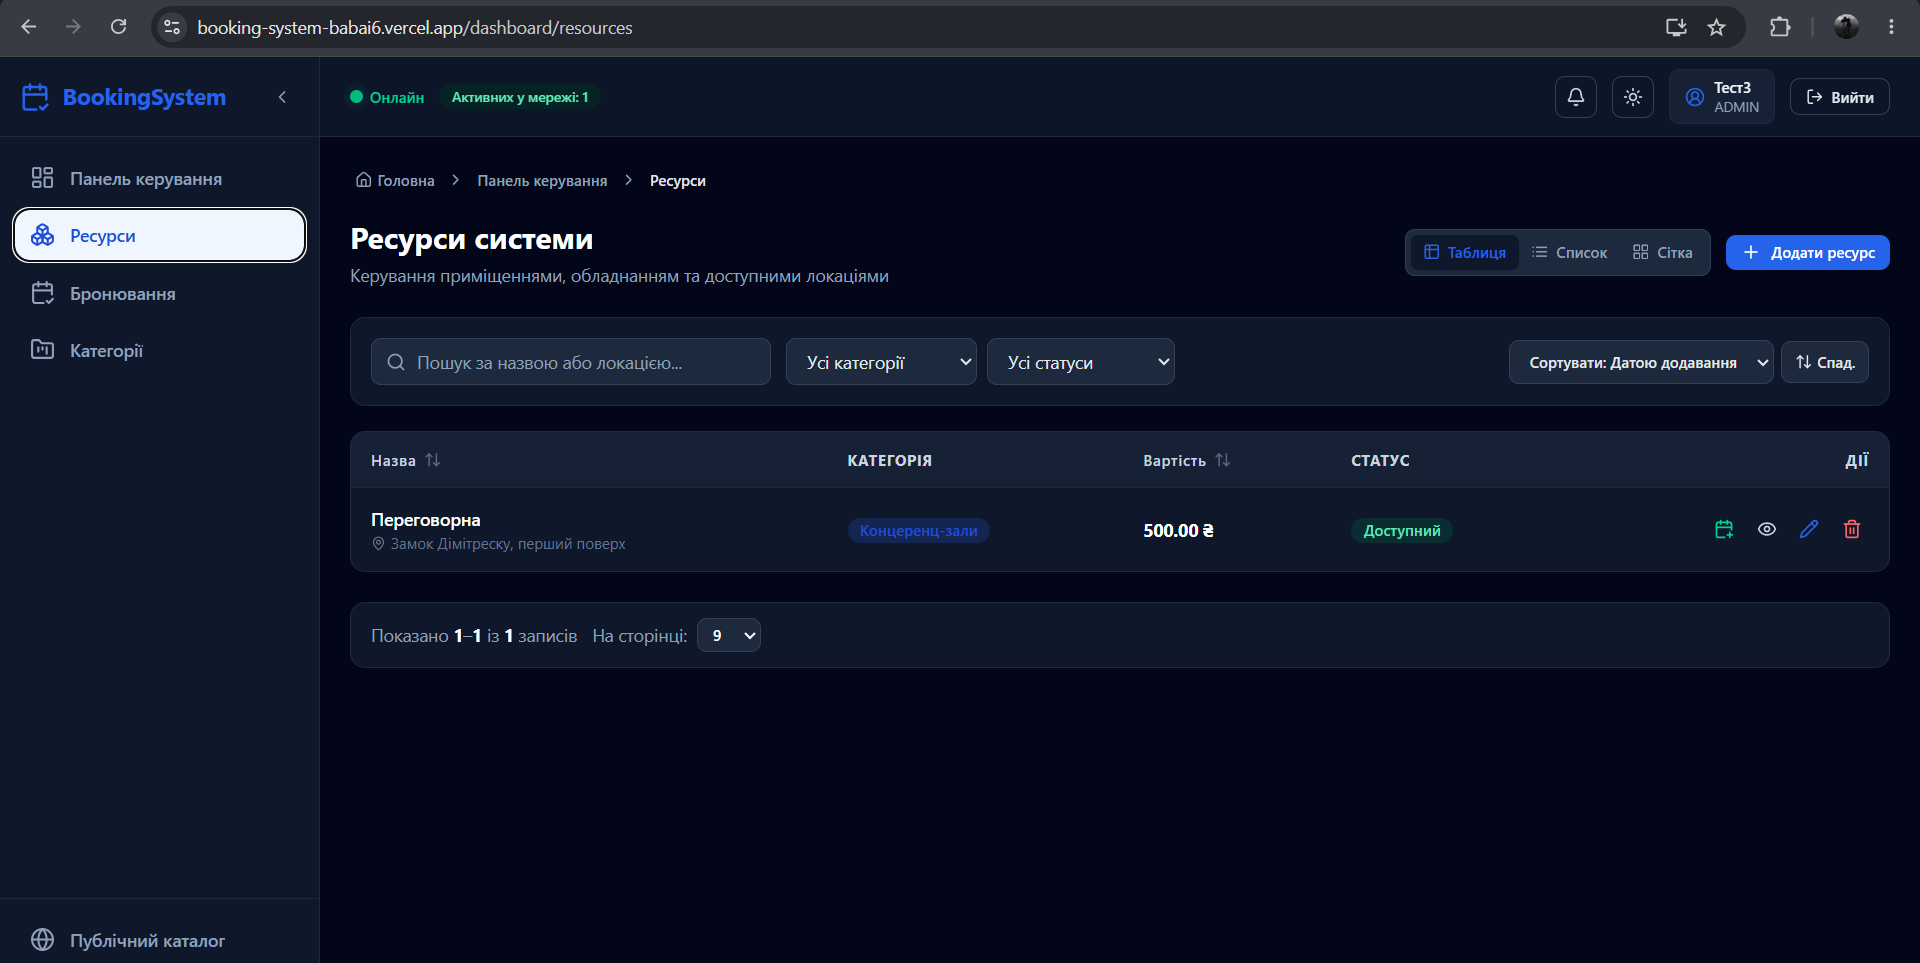 booking-system-babai6.vercel.app/dashboard/resources
BookingSystem
Онлайн
Активних у мережі: 1
Тест3
ADMIN
Вийти
Панель керування
Ресурси
Бронювання
Категорії
Публічний каталог
Головна > Панель керування > Ресурси
Ресурси системи
Керування приміщеннями, обладнанням та доступними локаціями
Таблиця Список Сітка
Додати ресурс
Пошук за назвою або локацією...
Усі категорії
Усі статуси
Сортувати: Датою додавання
Спад.
Назва КАТЕГОРІЯ Вартість СТАТУС ДІЇ
Переговорна
Замок Дімітреску, перший поверх
Концеренц-зали
500.00 ₴
Доступний
Показано 1–1 із 1 записів На сторінці: 9